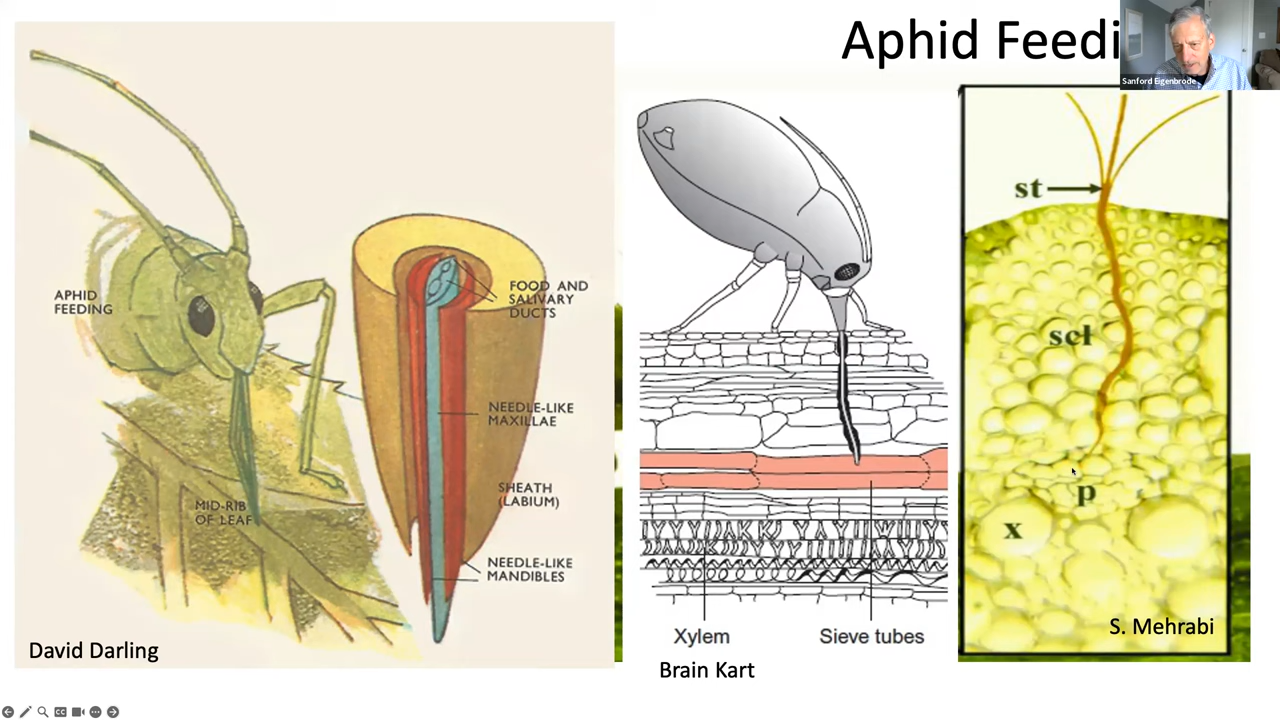 Aphid Feedi
Sanford Eigenbrode
APHID
FEEDING
MID-RIB
OF LEAF
FOOD AND
SALIVARY
DUCTS
NEEDLE-LIKE
MAXILLAE
SHEATH
(LABIUM)
NEEDLE-LIKE
MANDIBLES
David Darling
Xylem
Sieve tubes
Brain Kart
st
scl
p
x
S. Mehrabi
CC